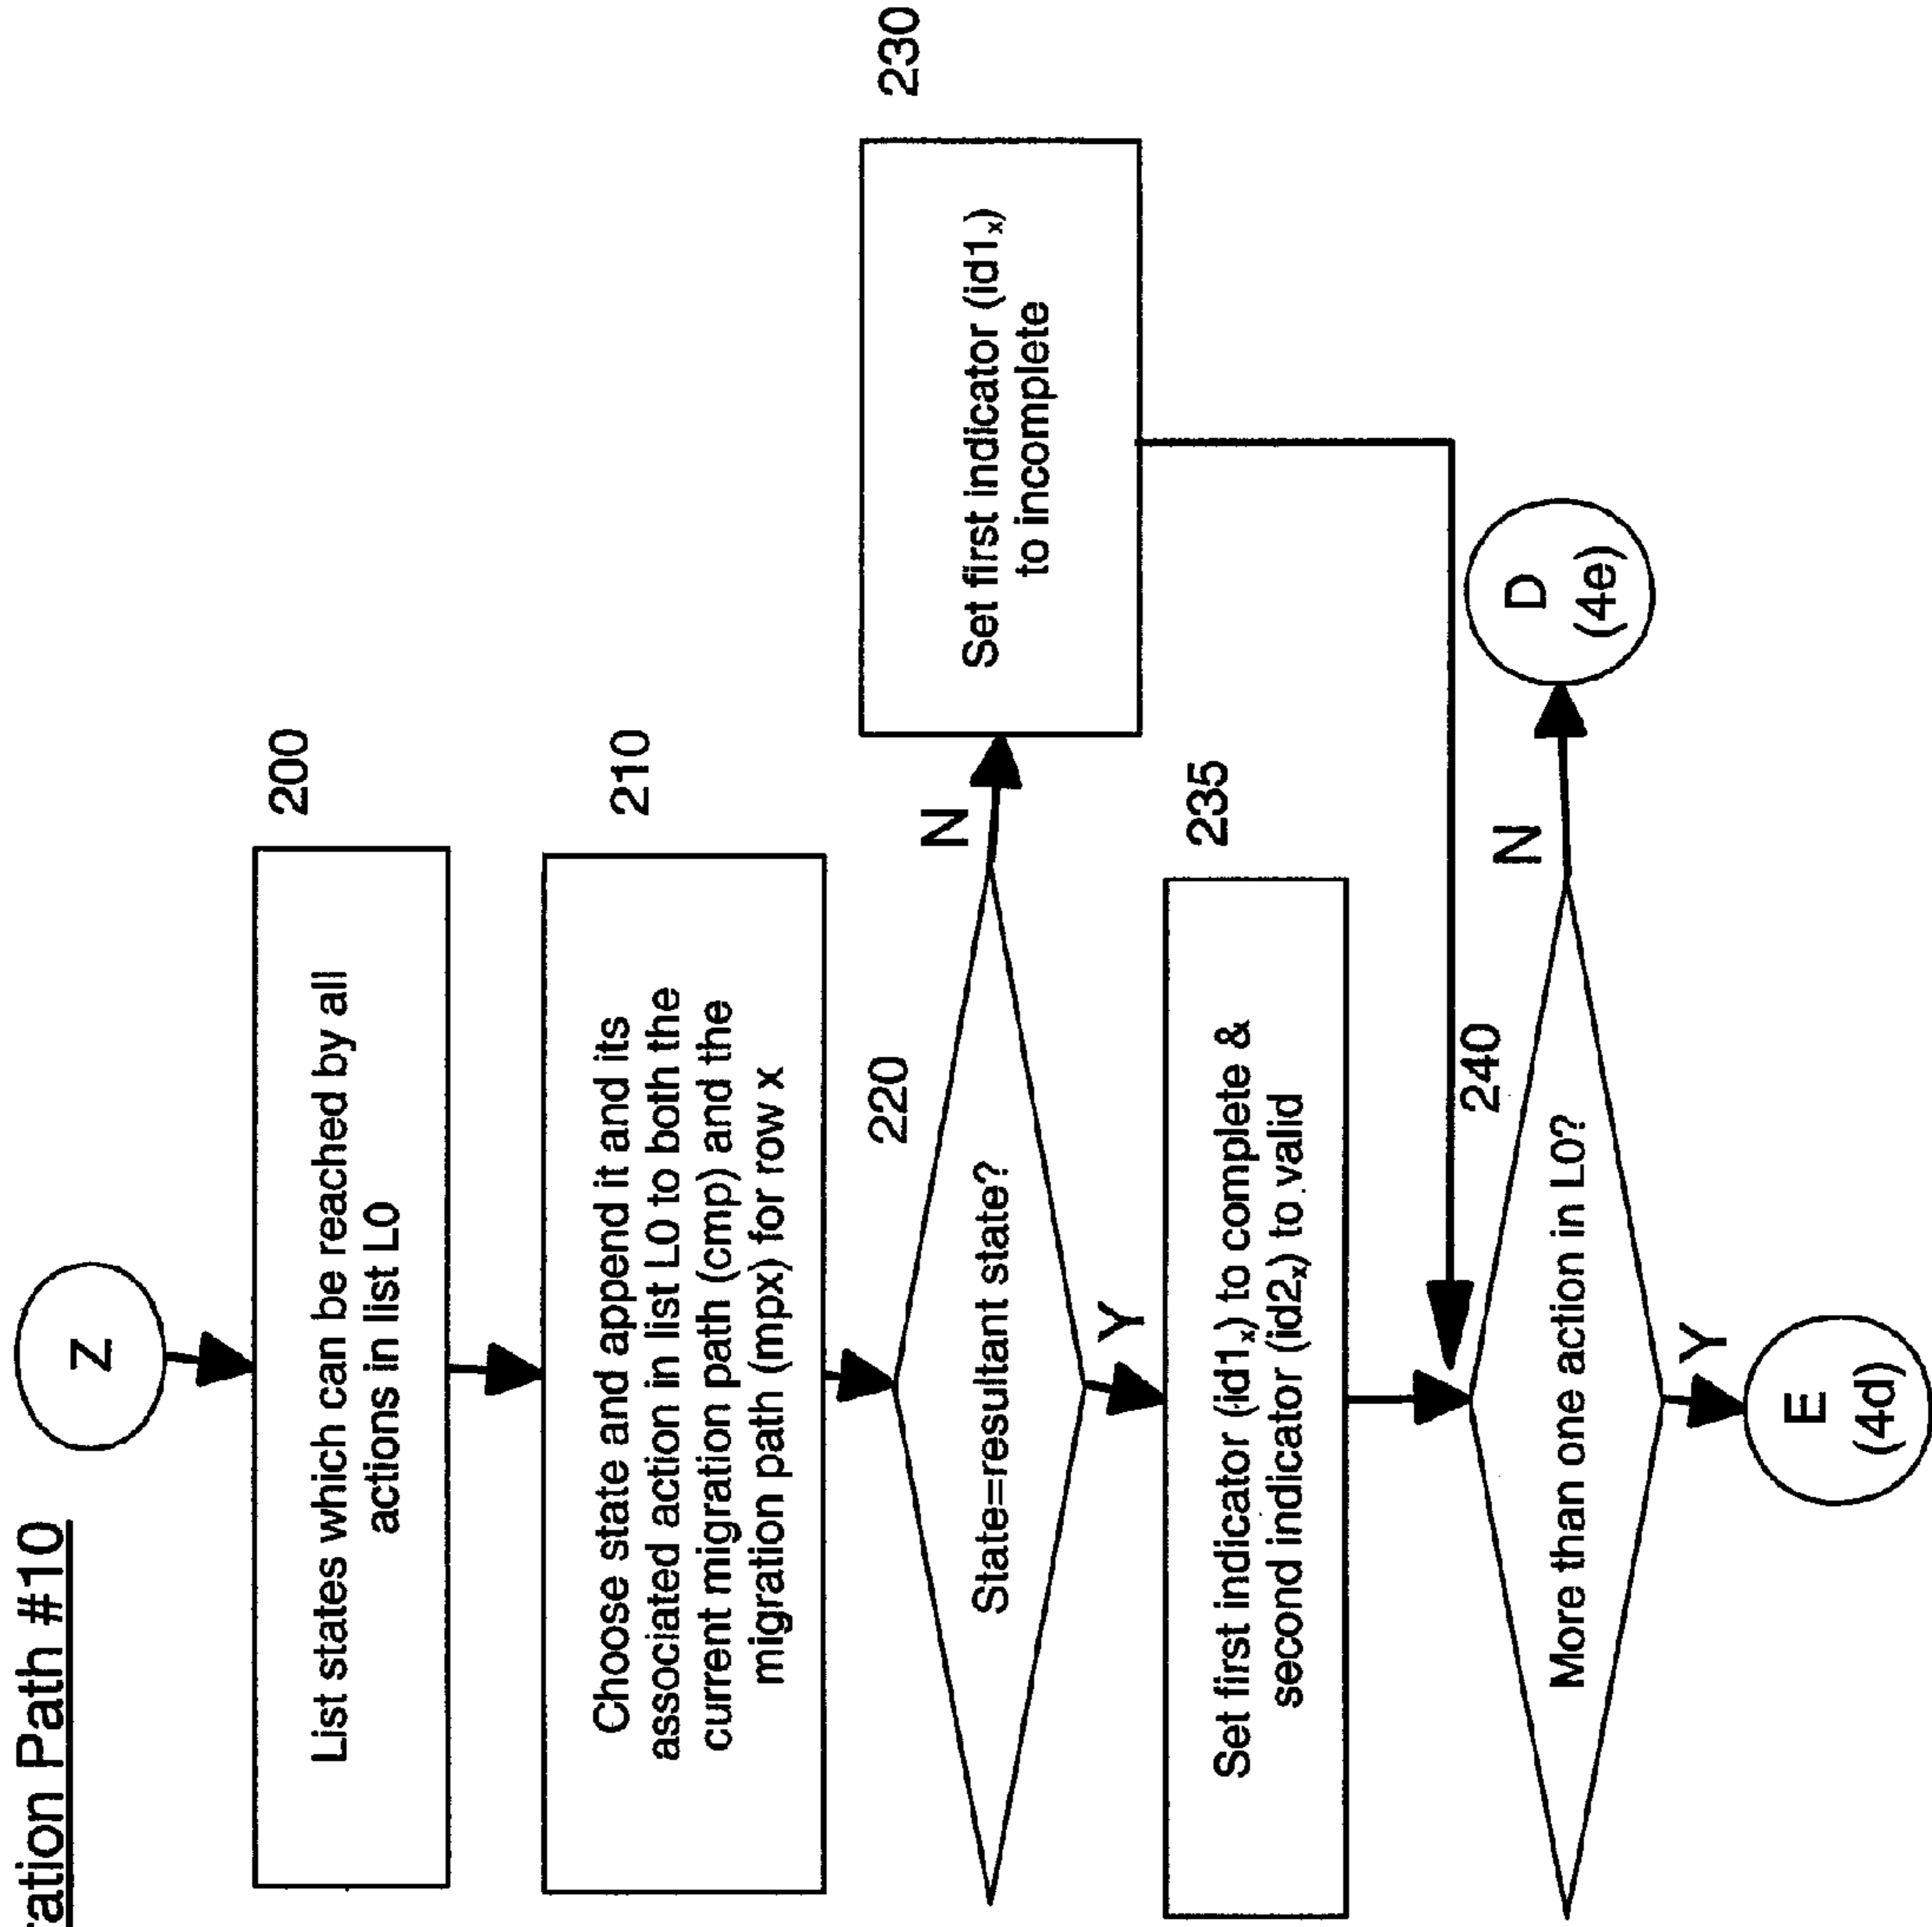 ration Path #10
Z
200
List states which can be reached by all
actions in list L0
210
Choose state and append it and its
associated action in list L0 to both the
current migration path (cmp) and the
migration path (mpx) for row x
220
State=resultant state?
N
230
Set first indicator (id1x)
to incomplete
Y
235
Set first indicator (id1x) to complete &
second indicator (id2x) to valid
240
More than one action in L0?
N
D
(4e)
Y
E
(4d)